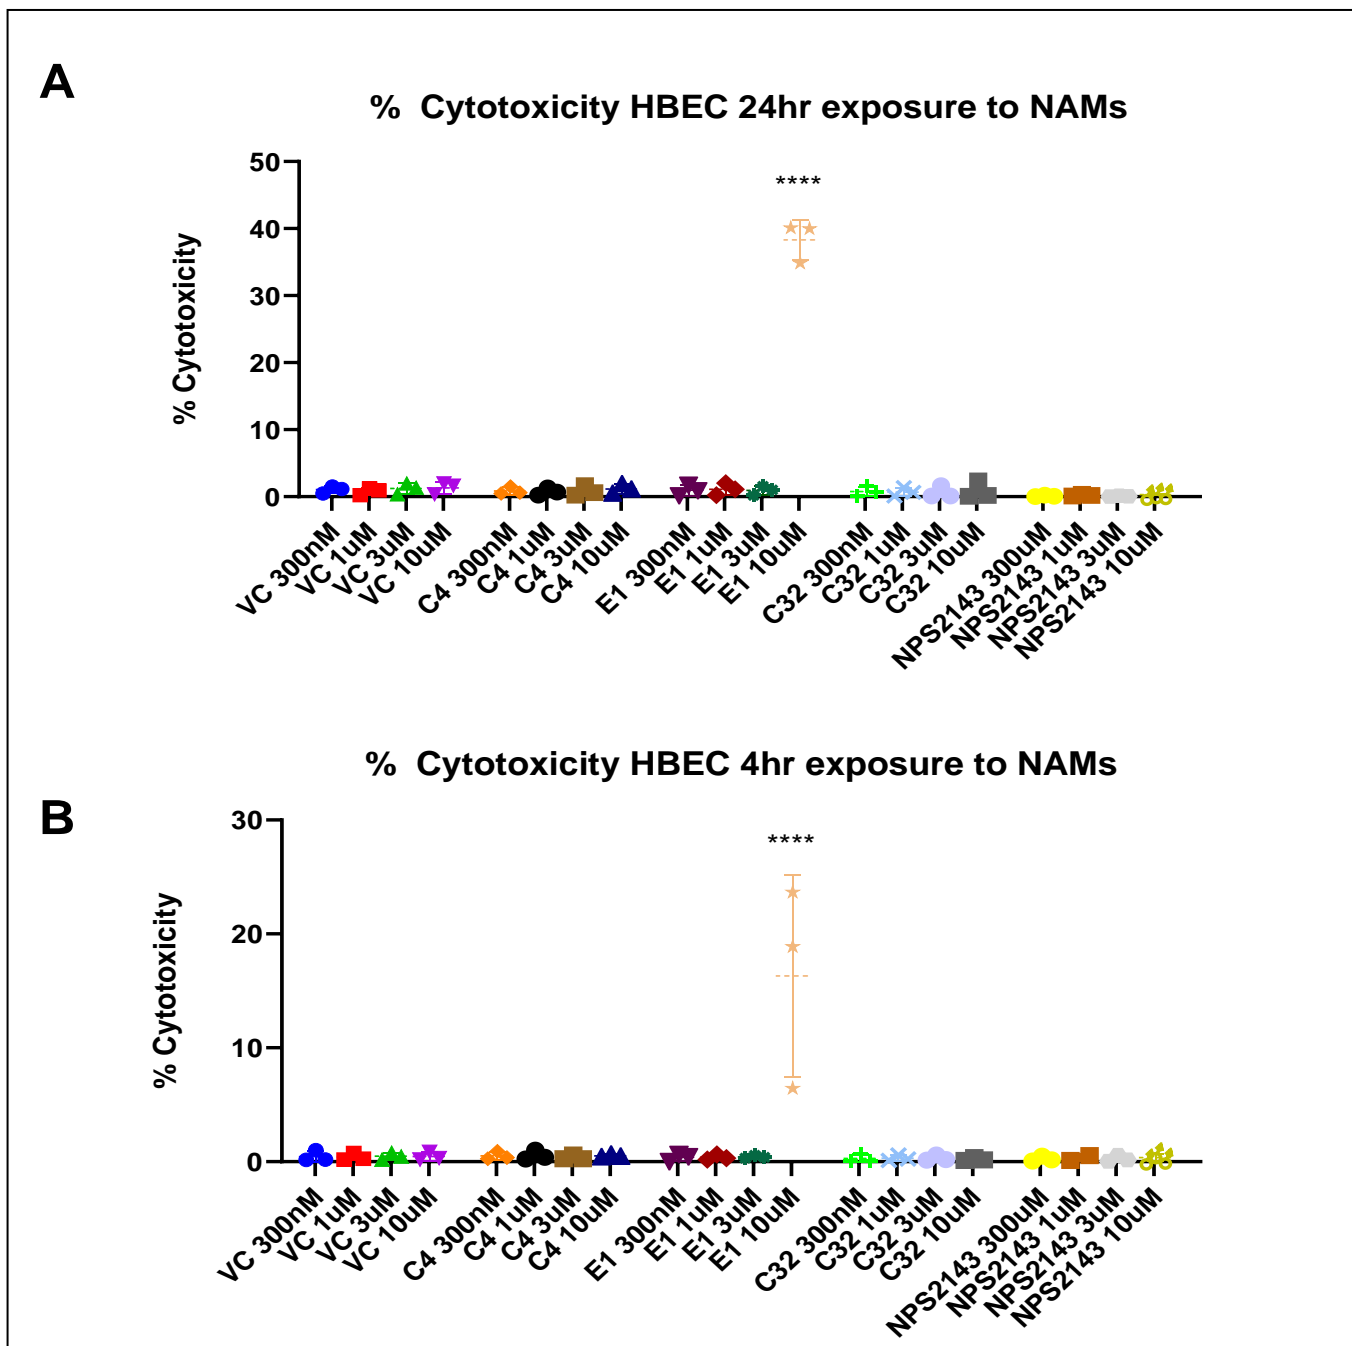 A
% Cytotoxicity HBEC 24hr exposure to NAMs
% Cytotoxicity
50
40
30
20
10
0
****
VC 300nM
VC 1uM
VC 3uM
VC 10uM
C4 300nM
C4 1uM
C4 3uM
C4 10uM
E1 300nM
E1 1uM
E1 3uM
E1 10uM
C32 300nM
C32 1uM
C32 3uM
C32 10uM
NPS2143 300uM
NPS2143 1uM
NPS2143 3uM
NPS2143 10uM
B
% Cytotoxicity HBEC 4hr exposure to NAMs
% Cytotoxicity
30
20
10
0
****
VC 300nM
VC 1uM
VC 3uM
VC 10uM
C4 300nM
C4 1uM
C4 3uM
C4 10uM
E1 300nM
E1 1uM
E1 3uM
E1 10uM
C32 300nM
C32 1uM
C32 3uM
C32 10uM
NPS2143 300uM
NPS2143 1uM
NPS2143 3uM
NPS2143 10uM